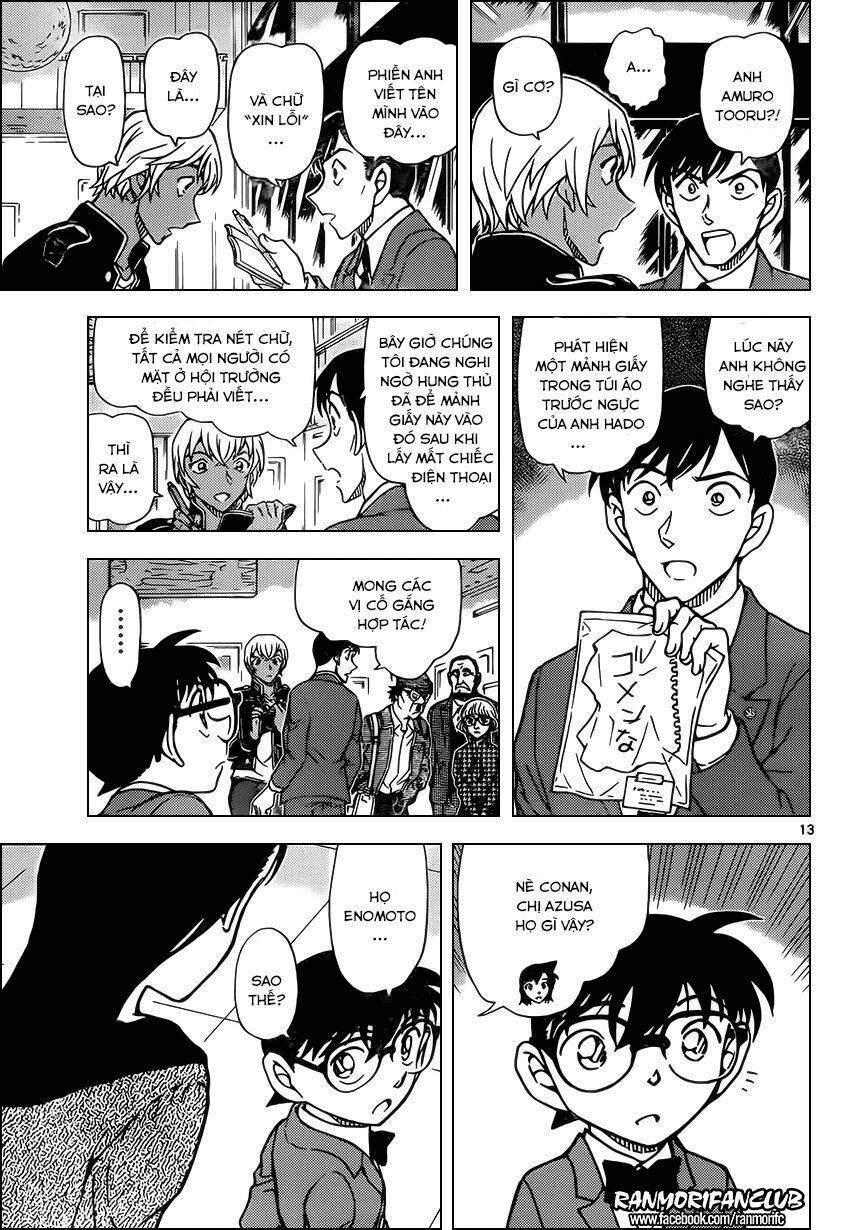 ANH
AMURO
TOORU?!
A...
GÌ CƠ?
PHIỀN ANH
VIẾT TÊN
MÌNH VÀO
ĐÂY...
VÀ CHỮ
"XIN LỖI"
...
ĐÂY
LÀ...
TẠI
SAO?
LÚC NÃY
ANH KHÔNG
NGHE THẤY
SAO?
PHÁT HIỆN
MỘT MẢNH GIẤY
TRONG TÚI ÁO
TRƯỚC NGỰC
CỦA ANH HADO
...
ゴメンな
BÂY GIỜ CHÚNG
TÔI ĐANG NGHI
NGỜ HUNG THỦ
ĐÃ ĐỂ MẢNH
GIẤY NÀY VÀO
ĐÓ SAU KHI
LẤY MẤT CHIẾC
ĐIỆN THOẠI
...
ĐỂ KIỂM TRA NÉT CHỮ,
TẤT CẢ MỌI NGƯỜI CÓ
MẶT Ở HỘI TRƯỜNG
ĐỀU PHẢI VIẾT...
THÌ
RA LÀ
VẬY...
MONG CÁC
VỊ CỐ GẮNG
HỢP TÁC!
........
13
NÈ CONAN,
CHỊ AZUSA
HỌ GÌ VẬY?
HỌ
ENOMOTO
...
SAO
THẾ?
RANMORIFANCLUB
www.facebook.com/ranmorifc